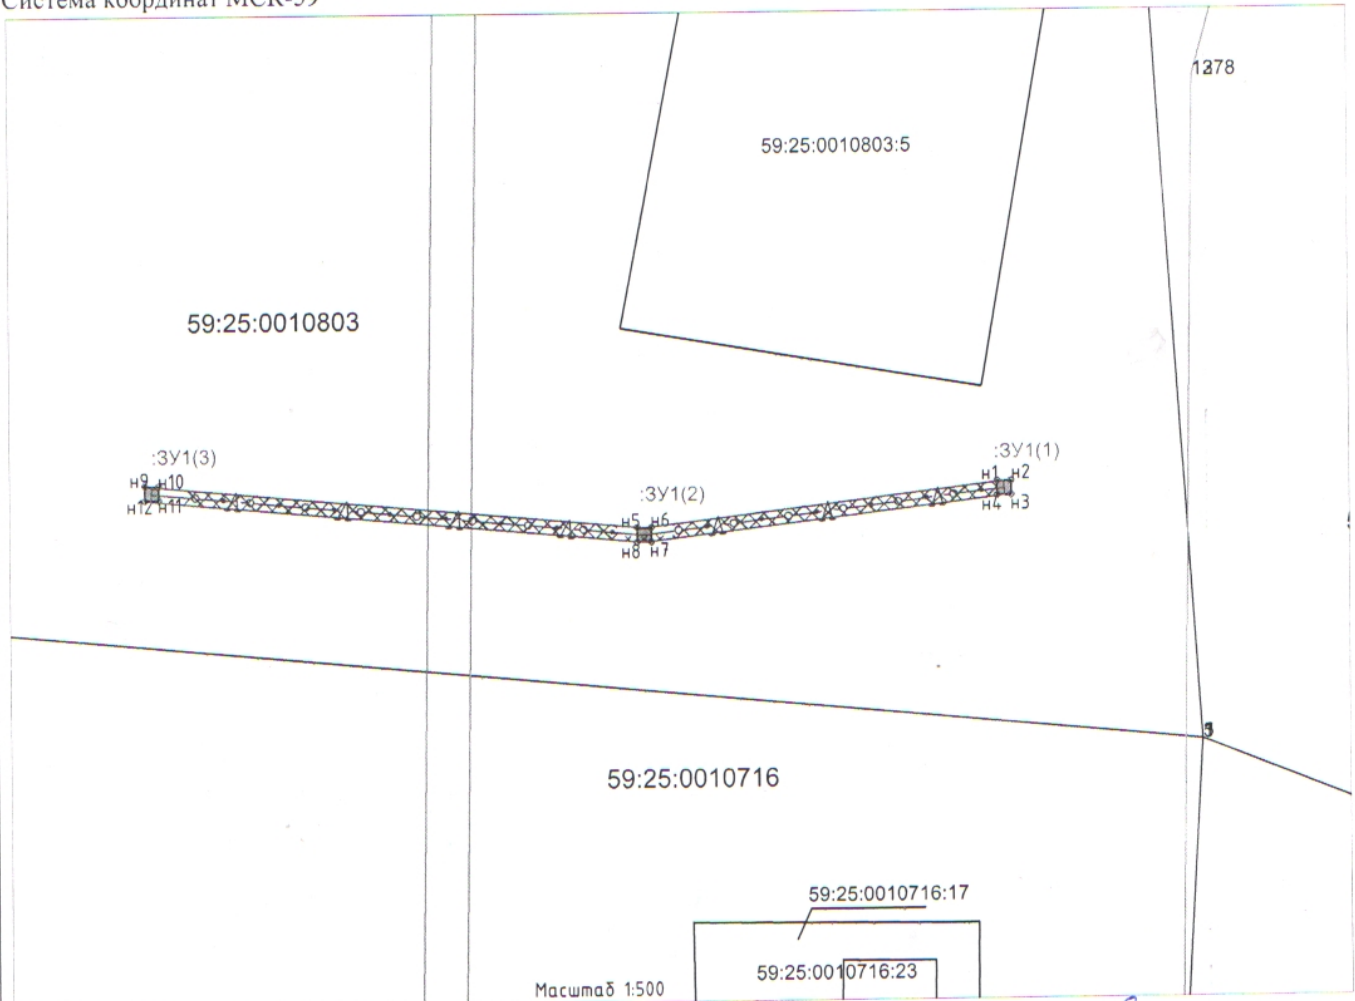 Система координат МСК-59
1278
59:25:0010803:5
59:25:0010803
:ЗУ1(3)
:ЗУ1(2)
:ЗУ1(1)
н9 н10
н12 н11
н5 н6
н8 н7
н1 н2
н4 н3
59:25:0010716
59:25:0010716:17
59:25:0010716:23
Масштаб 1:500